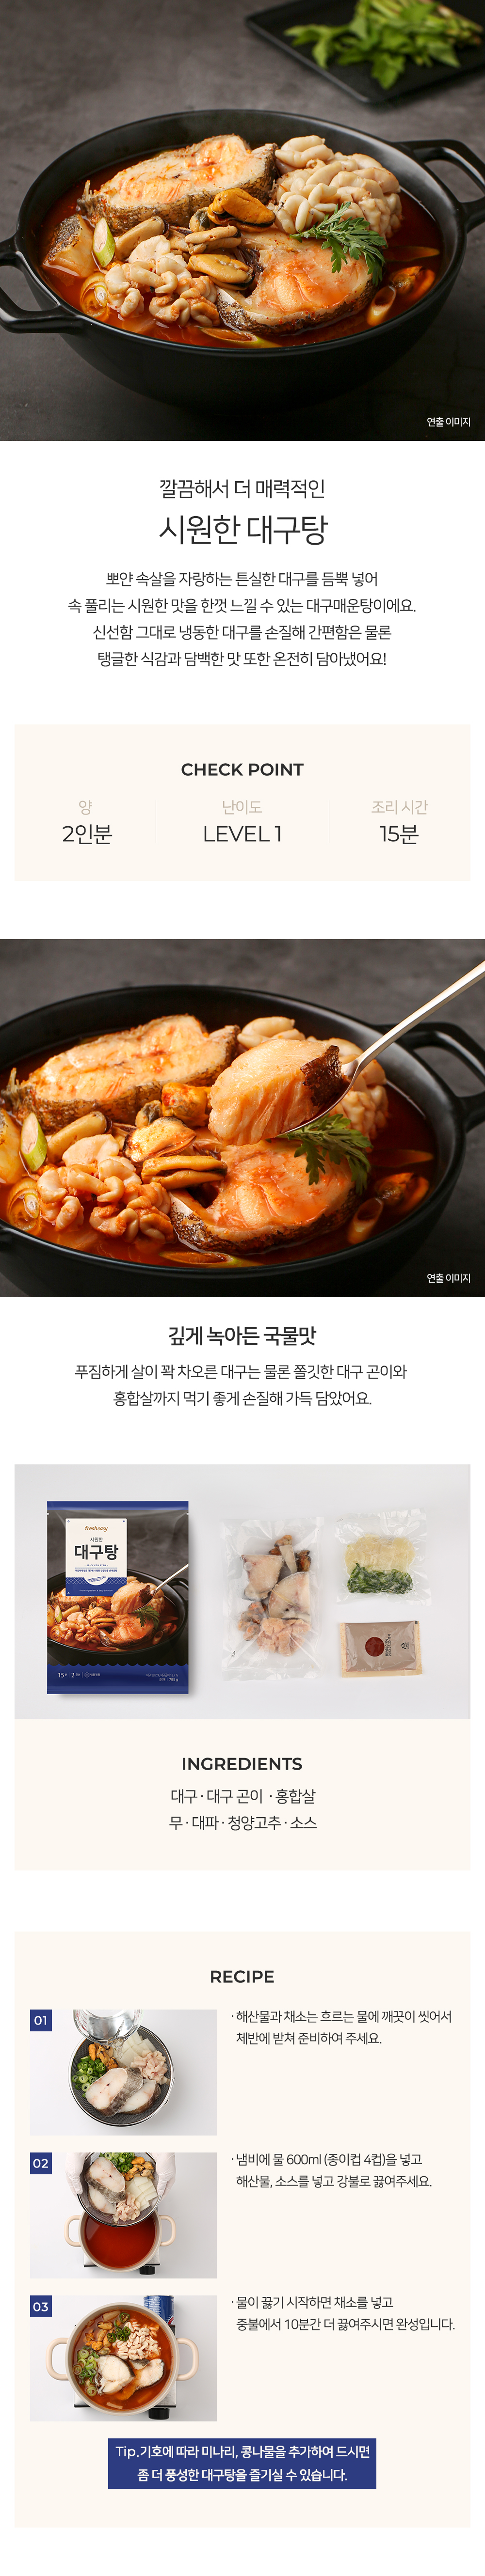 연출 이미지
깔끔해서 더 매력적인
시원한 대구탕
뽀얀 속살을 자랑하는 튼실한 대구를 듬뿍 넣어
속 풀리는 시원한 맛을 한껏 느낄 수 있는 대구매운탕이에요.
신선함 그대로 냉동한 대구를 손질해 간편함은 물론
탱글한 식감과 담백한 맛 또한 온전히 담아냈어요!
CHECK POINT
양
2인분
난이도
LEVEL 1
조리 시간
15분
연출 이미지
깊게 녹아든 국물맛
푸짐하게 살이 꽉 차오른 대구는 물론 쫄깃한 대구 곤이와
홍합살까지 먹기 좋게 손질해 가득 담았어요.
fresheasy
시원한
대구탕
INGREDIENTS
대구 · 대구 곤이 · 홍합살
무 · 대파 · 청양고추 · 소스
RECIPE
01
· 해산물과 채소는 흐르는 물에 깨끗이 씻어서
체반에 받쳐 준비하여 주세요.
02
· 냄비에 물 600ml (종이컵 4컵)을 넣고
해산물, 소스를 넣고 강불로 끓여주세요.
03
· 물이 끓기 시작하면 채소를 넣고
중불에서 10분간 더 끓여주시면 완성입니다.
Tip.기호에 따라 미나리, 콩나물을 추가하여 드시면
좀 더 풍성한 대구탕을 즐기실 수 있습니다.